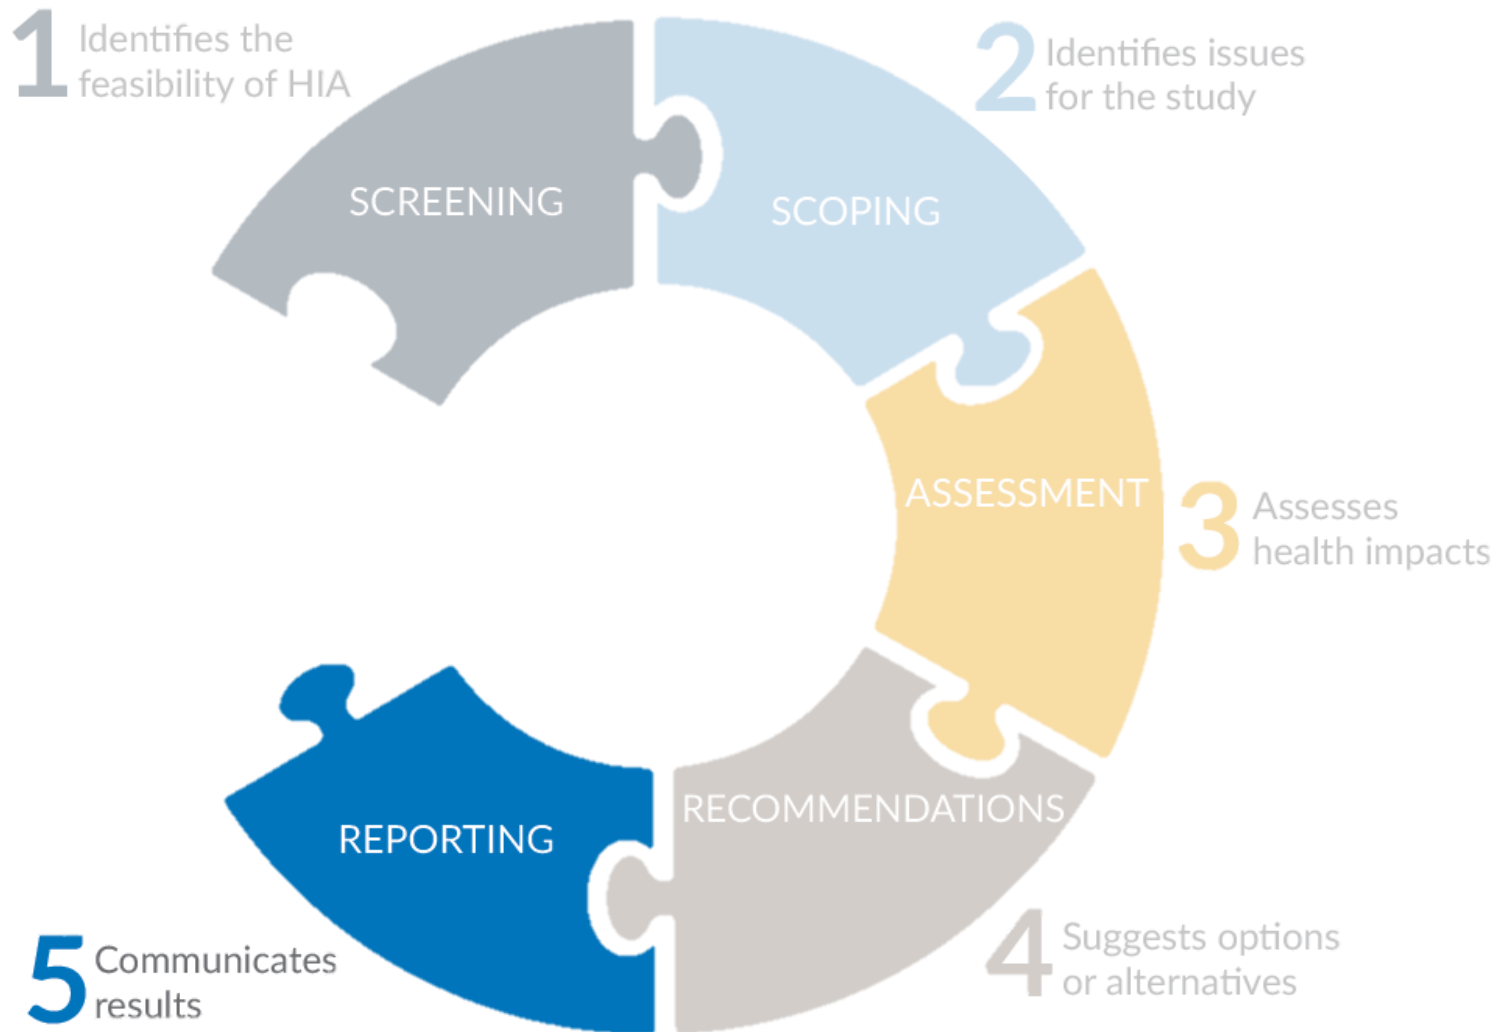 1 Identifies the
feasibility of HIA
SCREENING
2 Identifies issues
for the study
SCOPING
ASSESSMENT
3 Assesses
health impacts
RECOMMENDATIONS
4 Suggests options
or alternatives
REPORTING
5 Communicates
results